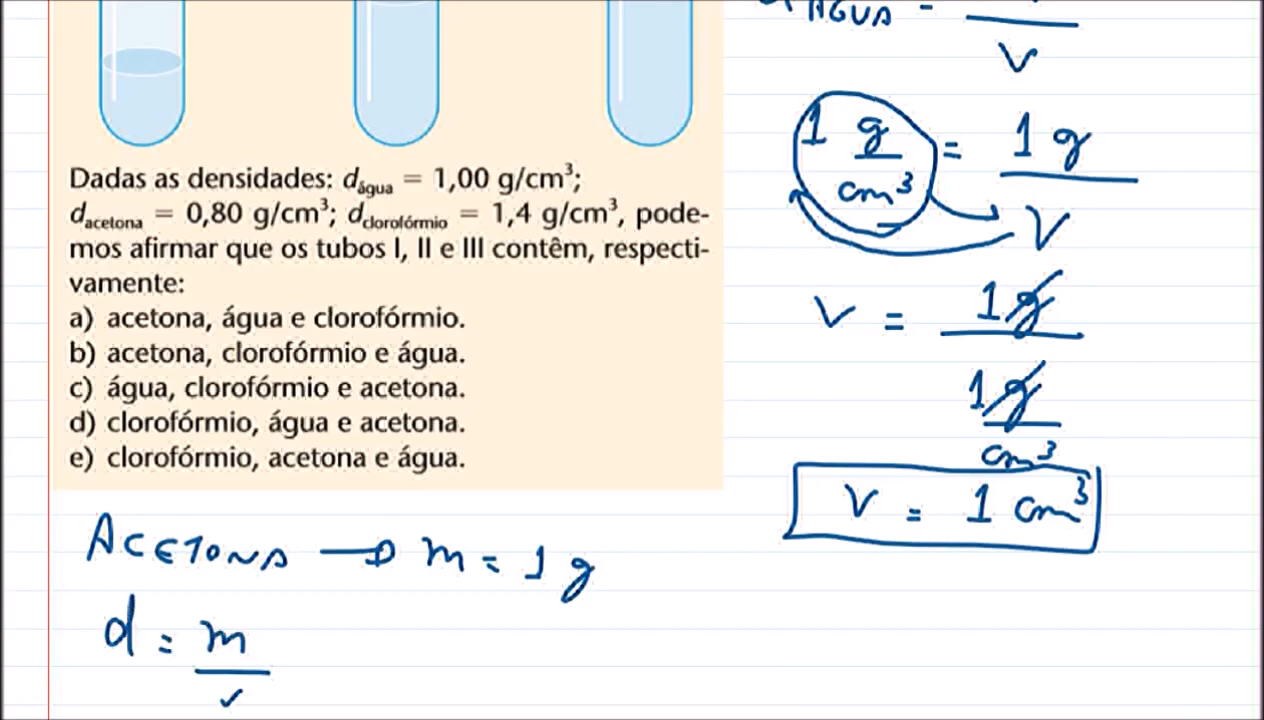 Dadas as densidades: dágua = 1,00 g/cm³;
dacetona = 0,80 g/cm³; dclorofórmio = 1,4 g/cm³, pode-
mos afirmar que os tubos I, II e III contêm, respecti-
vamente:
a) acetona, água e clorofórmio.
b) acetona, clorofórmio e água.
c) água, clorofórmio e acetona.
d) clorofórmio, água e acetona.
e) clorofórmio, acetona e água.
ACETONA → m = 1 g
d = m
v
ÁGUA =
V
1 g = 1 g
cm³ V
V = 1g
1g
cm³
V = 1 cm³